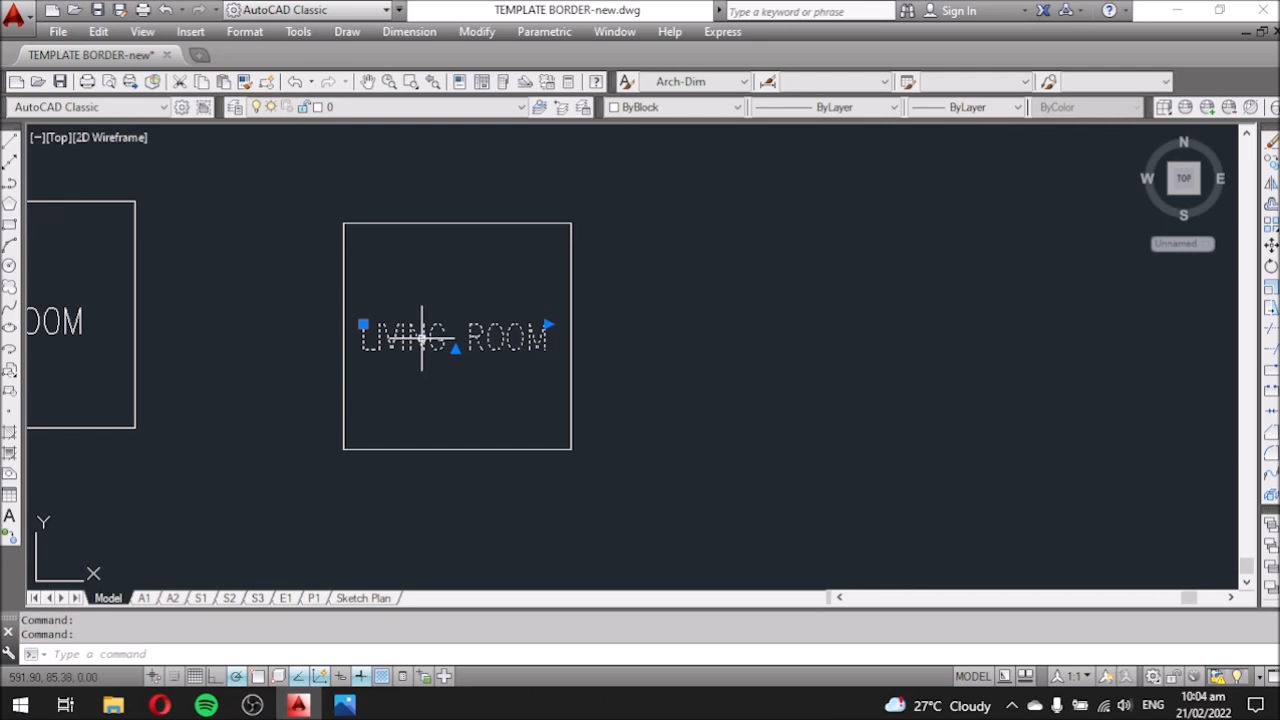 AutoCAD Classic
TEMPLATE BORDER-new.dwg
Type a keyword or phrase
Sign In
File Edit View Insert Format Tools Draw Dimension Modify Parametric Window Help Express
TEMPLATE BORDER-new*
Arch-Dim
AutoCAD Classic
0
ByBlock
ByLayer
ByLayer
ByColor
[−][Top][2D Wireframe]
N
W TOP E
S
Unnamed
OOM
LIVING ROOM
Y
X
Model A1 A2 S1 S2 S3 E1 P1 Sketch Plan
Command:
Command:
Type a command
591.90, 85.38, 0.00
MODEL
1:1
27°C Cloudy
ENG
10:04 am
21/02/2022